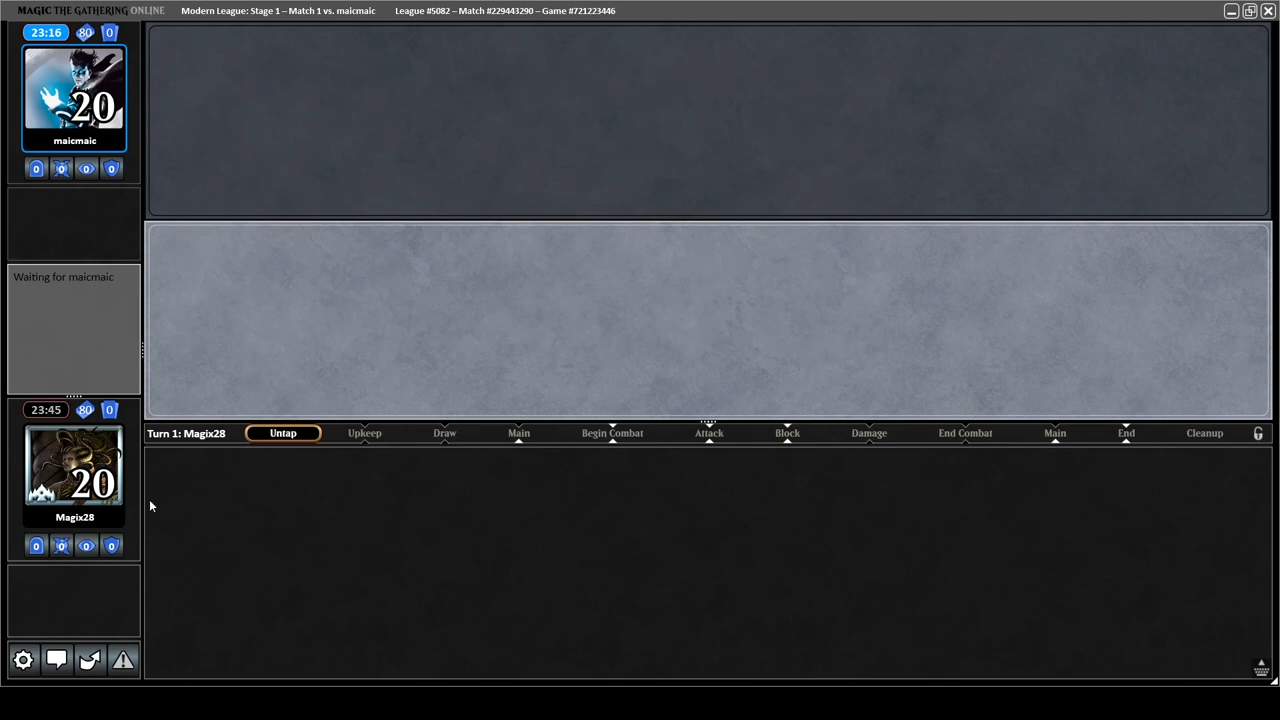 MAGIC THE GATHERING ONLINE Modern League: Stage 1 – Match 1 vs. maicmaic League #S082 – Match #229443290 – Game #721223446
23:16 80 0
20
maicmaic
0 0 0 0
Waiting for maicmaic
23:45 80 0
20
Magix28
0 0 0 0
Turn 1: Magix28 Untap Upkeep Draw Main Begin Combat Attack Block Damage End Combat Main End Cleanup